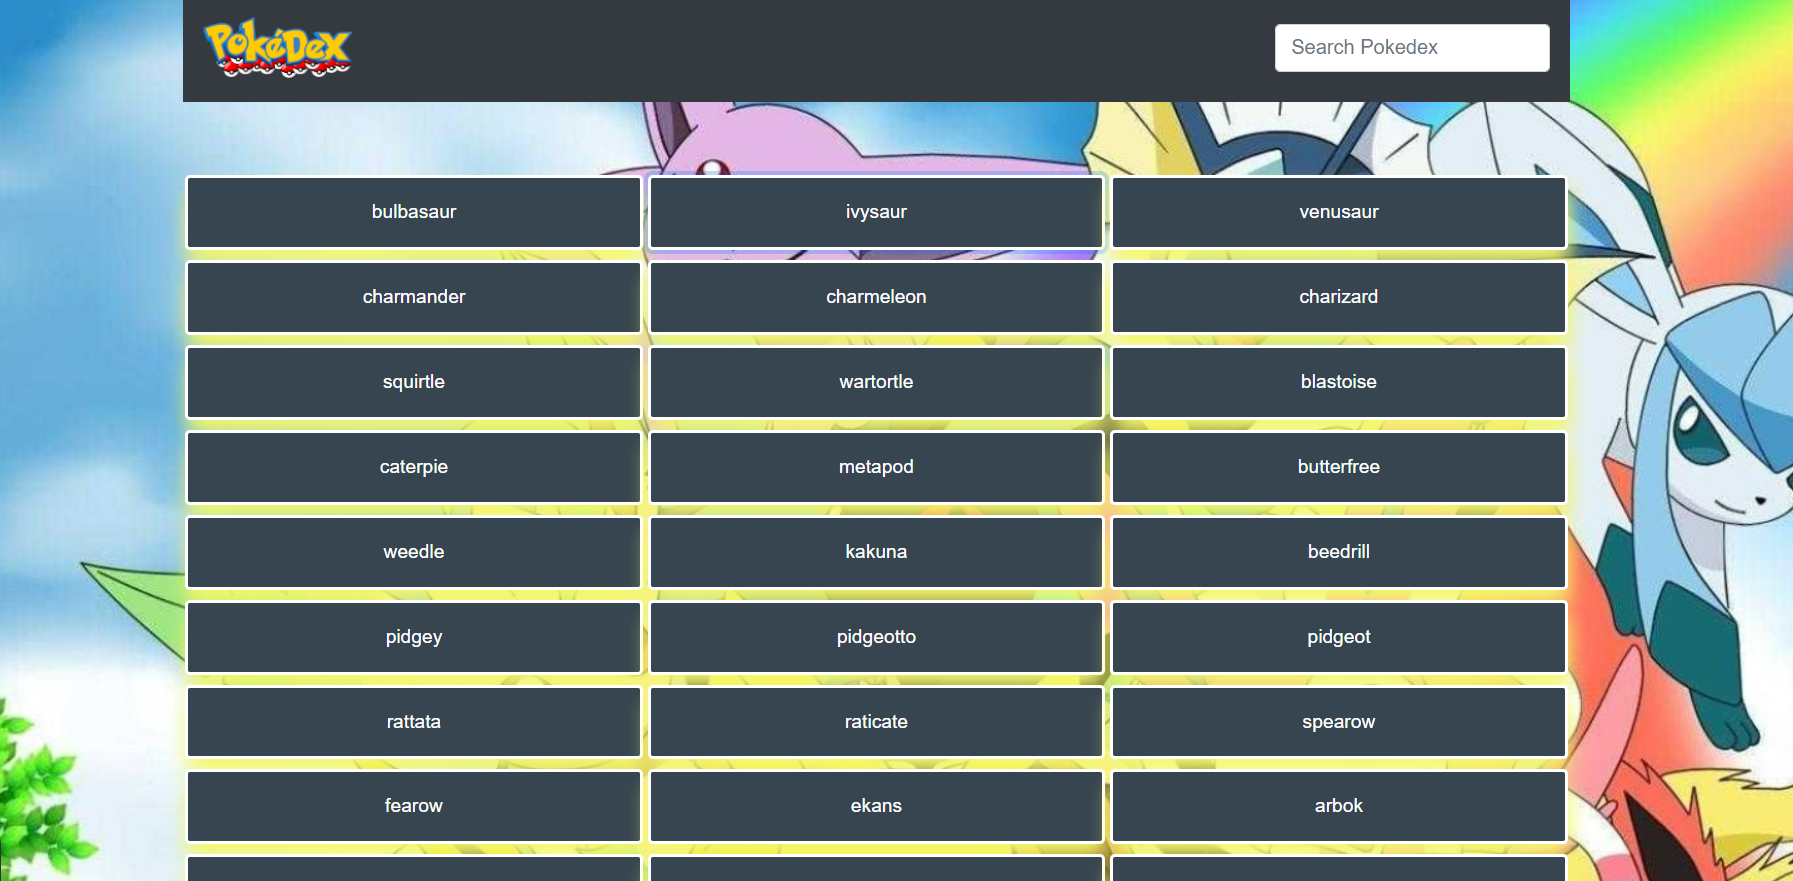 PokéDex
Search Pokedex
bulbasaur
ivysaur
venusaur
charmander
charmeleon
charizard
squirtle
wartortle
blastoise
caterpie
metapod
butterfree
weedle
kakuna
beedrill
pidgey
pidgeotto
pidgeot
rattata
raticate
spearow
fearow
ekans
arbok